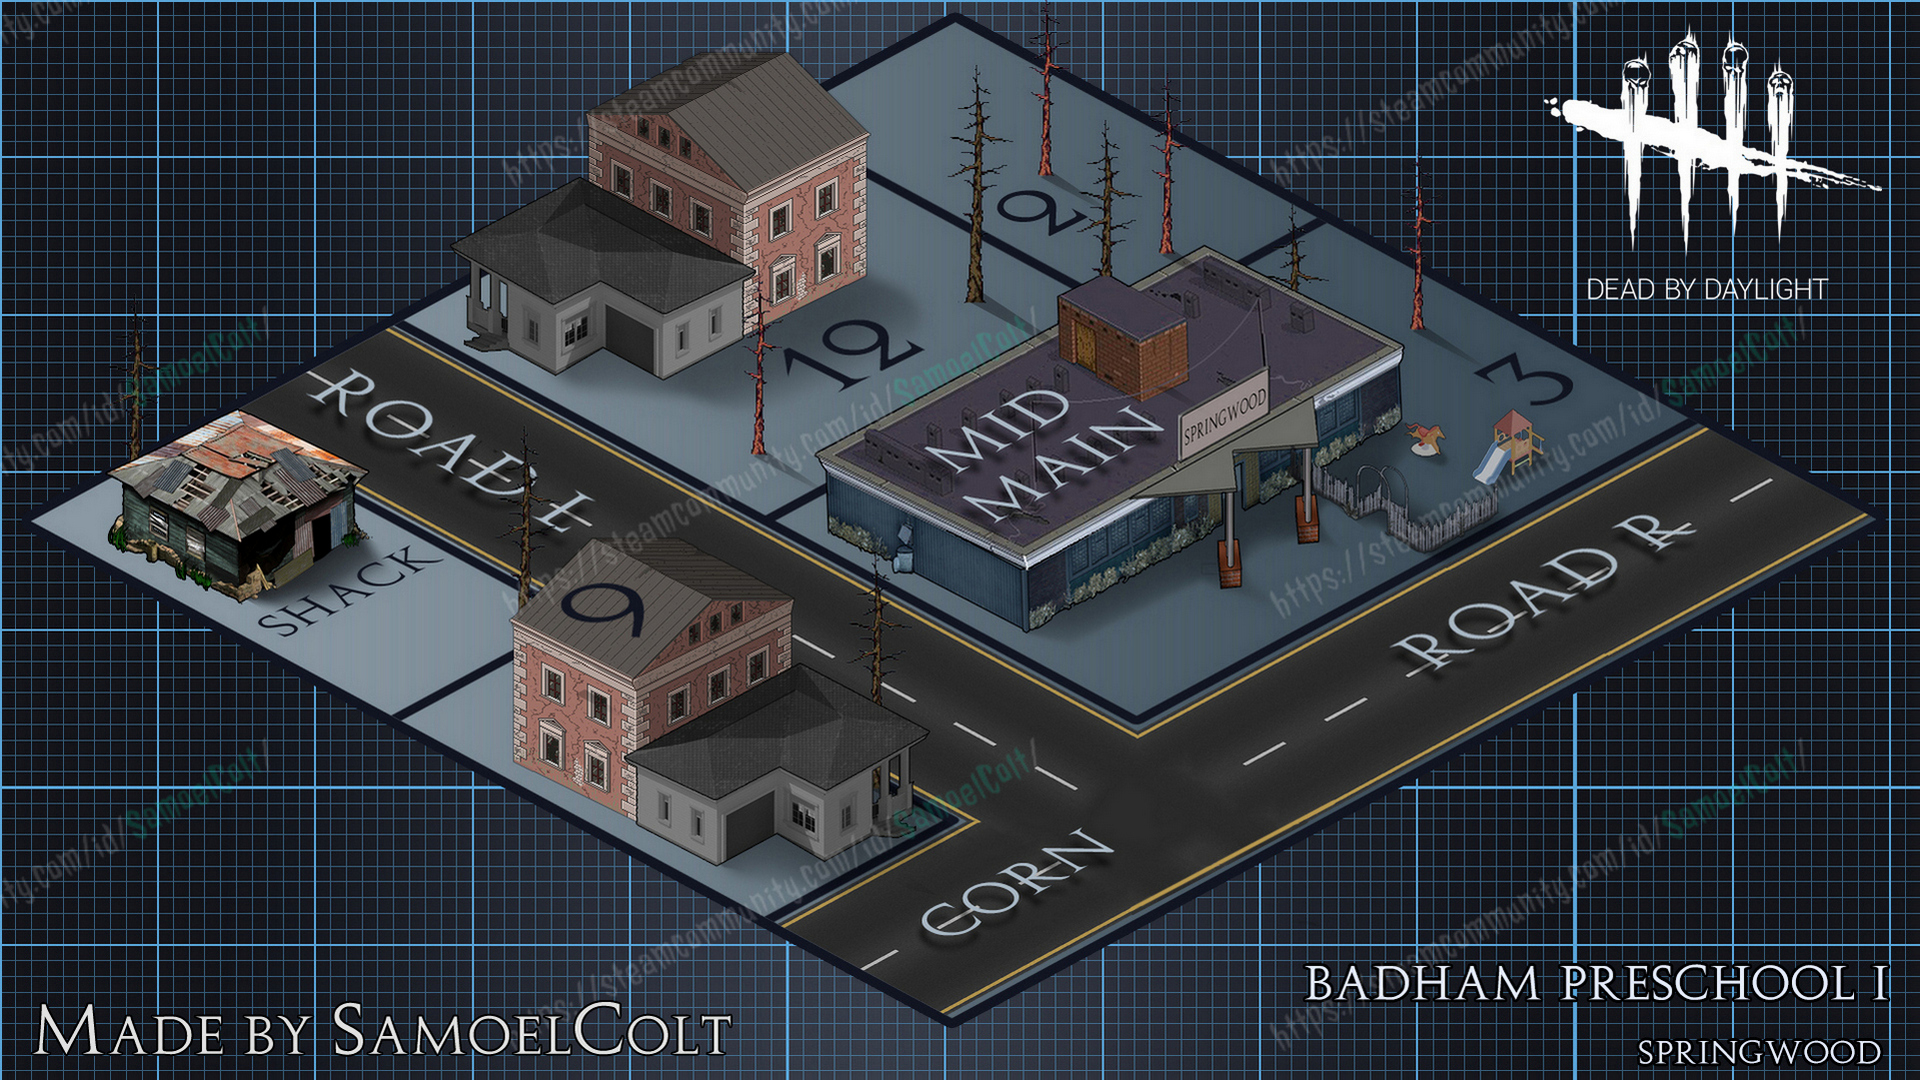 DEAD BY DAYLIGHT
2
12
3
ROAD L
MID
MAIN
SPRINGWOOD
SHACK
9
ROAD R
CORN
BADHAM PRESCHOOL I
SPRINGWOOD
MADE BY SAMOELCOLT
https://steamcommunity.com/id/SamoelColt/